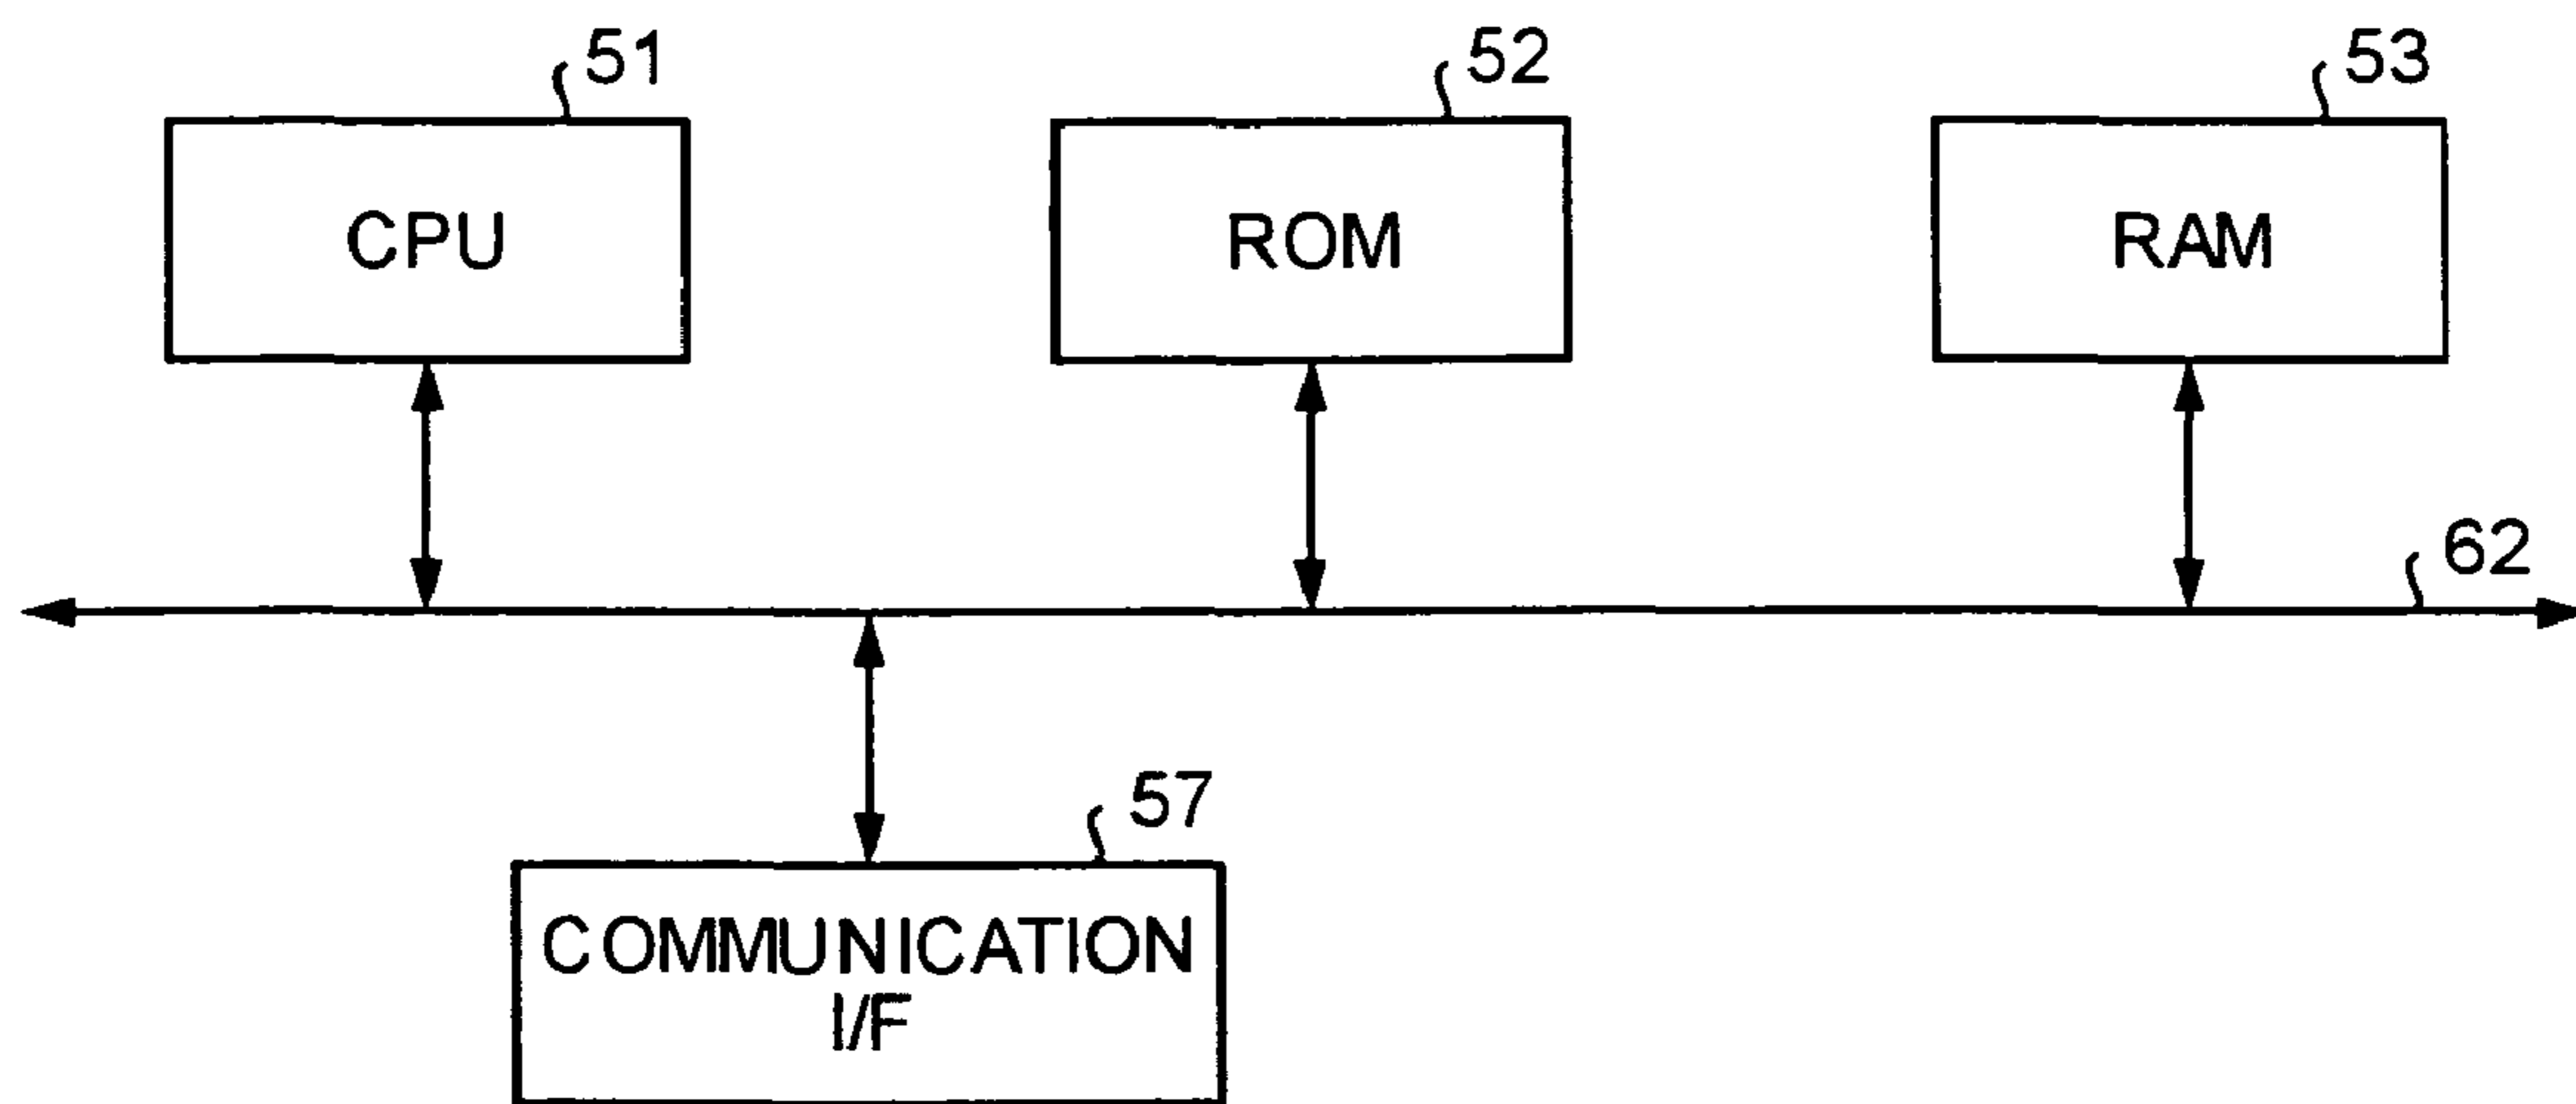 51
52
53
CPU
ROM
RAM
62
57
COMMUNICATION
I/F